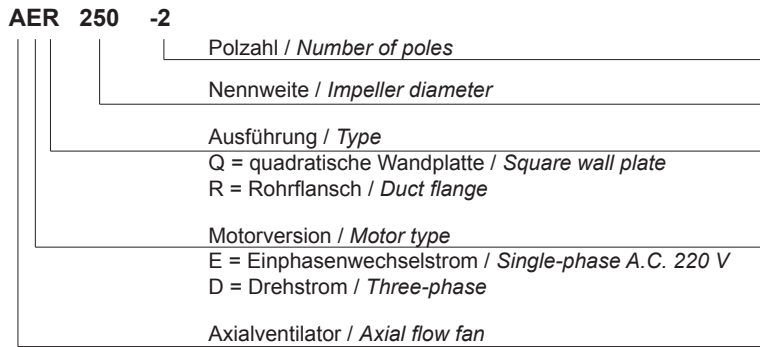 AER 250 -2
Polzahl / Number of poles
Nennweite / Impeller diameter
Ausführung / Type
Q = quadratische Wandplatte / Square wall plate
R = Rohrflansch / Duct flange
Motorversion / Motor type
E = Einphasenwechselstrom / Single-phase A.C. 220 V
D = Drehstrom / Three-phase
Axialventilator / Axial flow fan